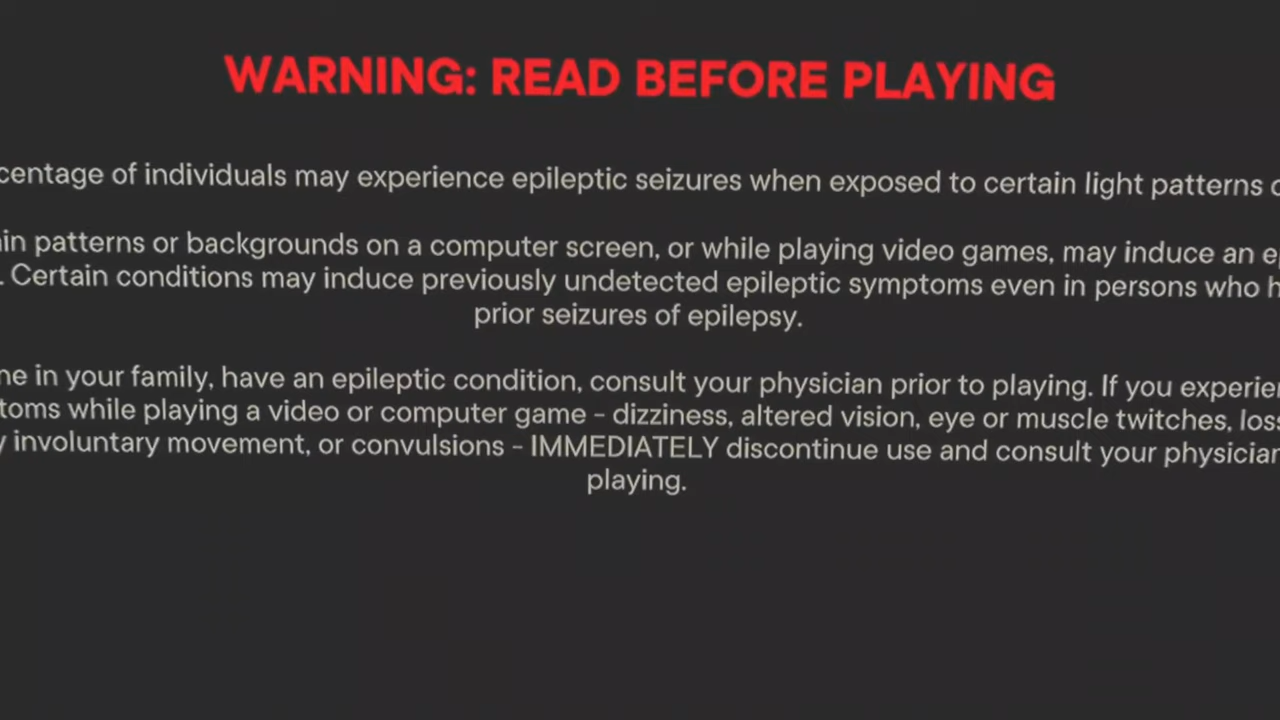 WARNING: READ BEFORE PLAYING
centage of individuals may experience epileptic seizures when exposed to certain light patterns
in patterns or backgrounds on a computer screen, or while playing video games, may induce an
. Certain conditions may induce previously undetected epileptic symptoms even in persons who
prior seizures of epilepsy.
ne in your family, have an epileptic condition, consult your physician prior to playing. If you experie
toms while playing a video or computer game - dizziness, altered vision, eye or muscle twitches, los
y involuntary movement, or convulsions - IMMEDIATELY discontinue use and consult your physician
playing.